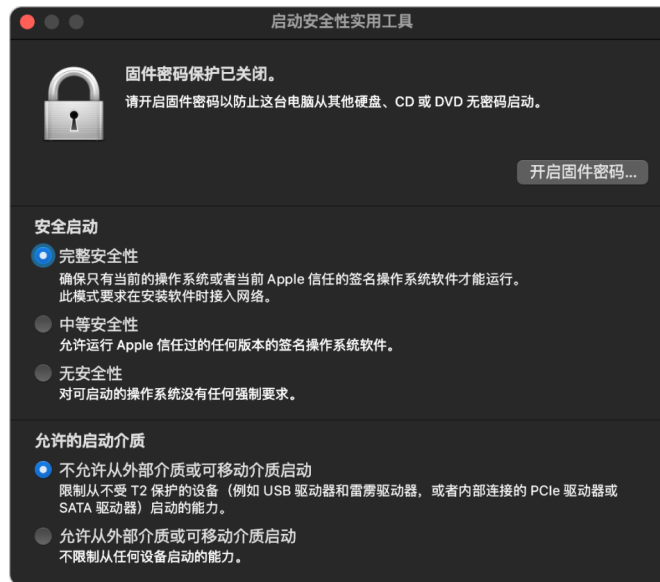 启动安全性实用工具
固件密码保护已关闭。
请开启固件密码以防止这台电脑从其他硬盘、CD 或 DVD 无密码启动。
开启固件密码...
安全启动
完整安全性
确保只有当前的操作系统或者当前 Apple 信任的签名操作系统软件才能运行。
此模式要求在安装软件时接入网络。
中等安全性
允许运行 Apple 信任过的任何版本的签名操作系统软件。
无安全性
对可启动的操作系统没有任何强制要求。
允许的启动介质
不允许从外部介质或可移动介质启动
限制从不受 T2 保护的设备（例如 USB 驱动器和雷雳驱动器，或者内部连接的 PCIe 驱动器或
SATA 驱动器）启动的能力。
允许从外部介质或可移动介质启动
不限制从任何设备启动的能力。